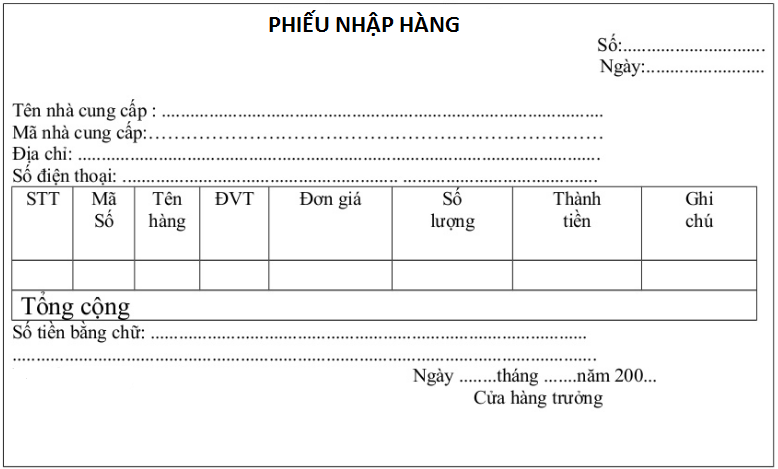 PHIẾU NHẬP HÀNG
Số:..............................
Ngày:.........................
Tên nhà cung cấp : ..............................................................................................
Mã nhà cung cấp:……………………………………………………………
Địa chỉ: ...............................................................................................................
Số điện thoại: .......................................................... .........................................
STT Mã Số Tên hàng ĐVT Đơn giá Số lượng Thành tiền Ghi chú
Tổng cộng
Số tiền bằng chữ: .............................................................................................
............................................................................................................................
Ngày ........tháng .......năm 200...
Cửa hàng trưởng